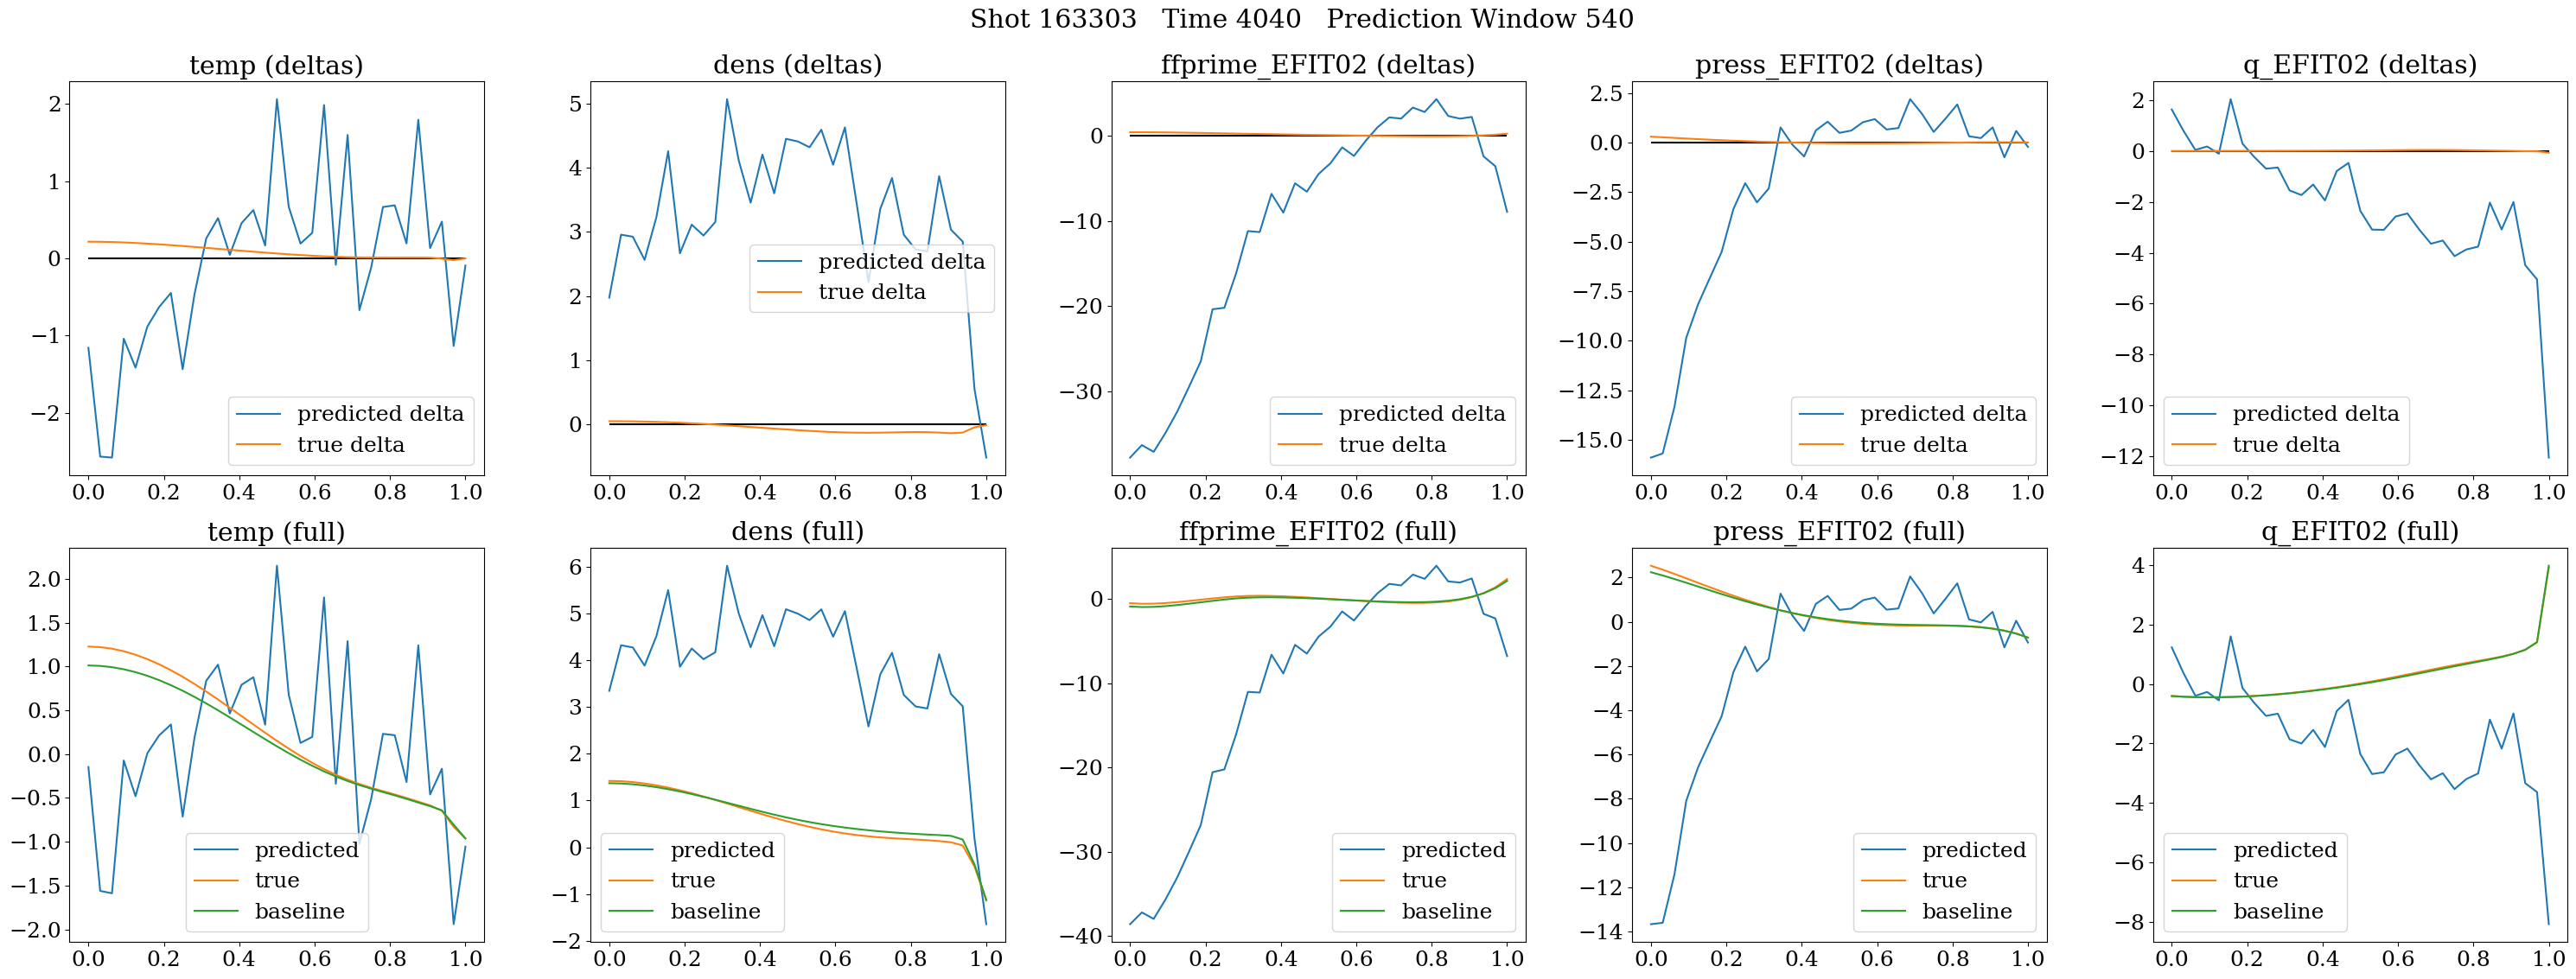 Shot 163303   Time 4040   Prediction Window 540
temp (deltas)
2
1
0
−1
−2
0.0 0.2 0.4 0.6 0.8 1.0
predicted delta
true delta
dens (deltas)
5
4
3
2
1
0
0.0 0.2 0.4 0.6 0.8 1.0
predicted delta
true delta
ffprime_EFIT02 (deltas)
0
−10
−20
−30
0.0 0.2 0.4 0.6 0.8 1.0
predicted delta
true delta
press_EFIT02 (deltas)
2.5
0.0
−2.5
−5.0
−7.5
−10.0
−12.5
−15.0
0.0 0.2 0.4 0.6 0.8 1.0
predicted delta
true delta
q_EFIT02 (deltas)
2
0
−2
−4
−6
−8
−10
−12
0.0 0.2 0.4 0.6 0.8 1.0
predicted delta
true delta
temp (full)
2.0
1.5
1.0
0.5
0.0
−0.5
−1.0
−1.5
−2.0
0.0 0.2 0.4 0.6 0.8 1.0
predicted
true
baseline
dens (full)
6
5
4
3
2
1
0
−1
−2
0.0 0.2 0.4 0.6 0.8 1.0
predicted
true
baseline
ffprime_EFIT02 (full)
0
−10
−20
−30
−40
0.0 0.2 0.4 0.6 0.8 1.0
predicted
true
baseline
press_EFIT02 (full)
2
0
−2
−4
−6
−8
−10
−12
−14
0.0 0.2 0.4 0.6 0.8 1.0
predicted
true
baseline
q_EFIT02 (full)
4
2
0
−2
−4
−6
−8
0.0 0.2 0.4 0.6 0.8 1.0
predicted
true
baseline